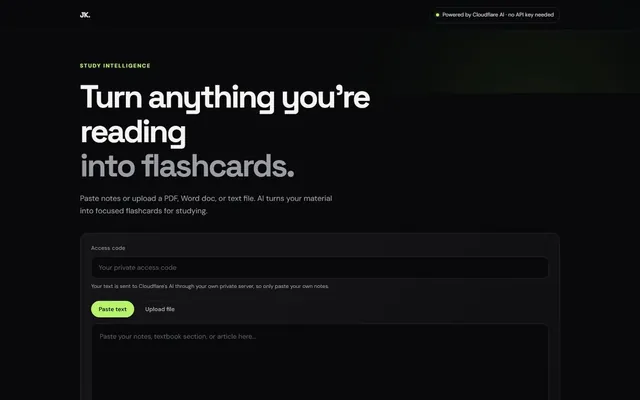 JK.
Powered by Cloudflare AI · no API key needed
STUDY INTELLIGENCE
Turn anything you're
reading
into flashcards.
Paste notes or upload a PDF, Word doc, or text file. AI turns your material
into focused flashcards for studying.
Access code
Your private access code
Your text is sent to Cloudflare's AI through your own private server, so only paste your own notes.
Paste text
Upload file
Paste your notes, textbook section, or article here...